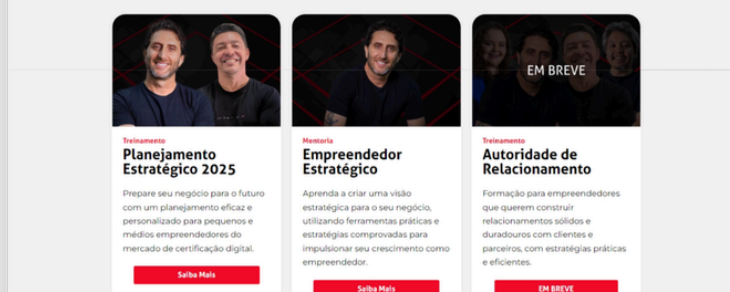 Treinamento
Planejamento
Estratégico 2025
Prepare seu negócio para o futuro
com um planejamento eficaz e
personalizado para pequenos e
médios empreendedores do
mercado de certificação digital.
Saiba Mais
Mentoria
Empreendedor
Estratégico
Aprenda a criar uma visão
estratégica para o seu negócio,
utilizando ferramentas práticas e
estratégias comprovadas para
impulsionar seu crescimento como
empreendedor.
Saiba Mais
EM BREVE
Treinamento
Autoridade de
Relacionamento
Formação para empreendedores
que querem construir
relacionamentos sólidos e
duradouros com clientes e
parceiros, com estratégias práticas
e eficientes.
EM BREVE